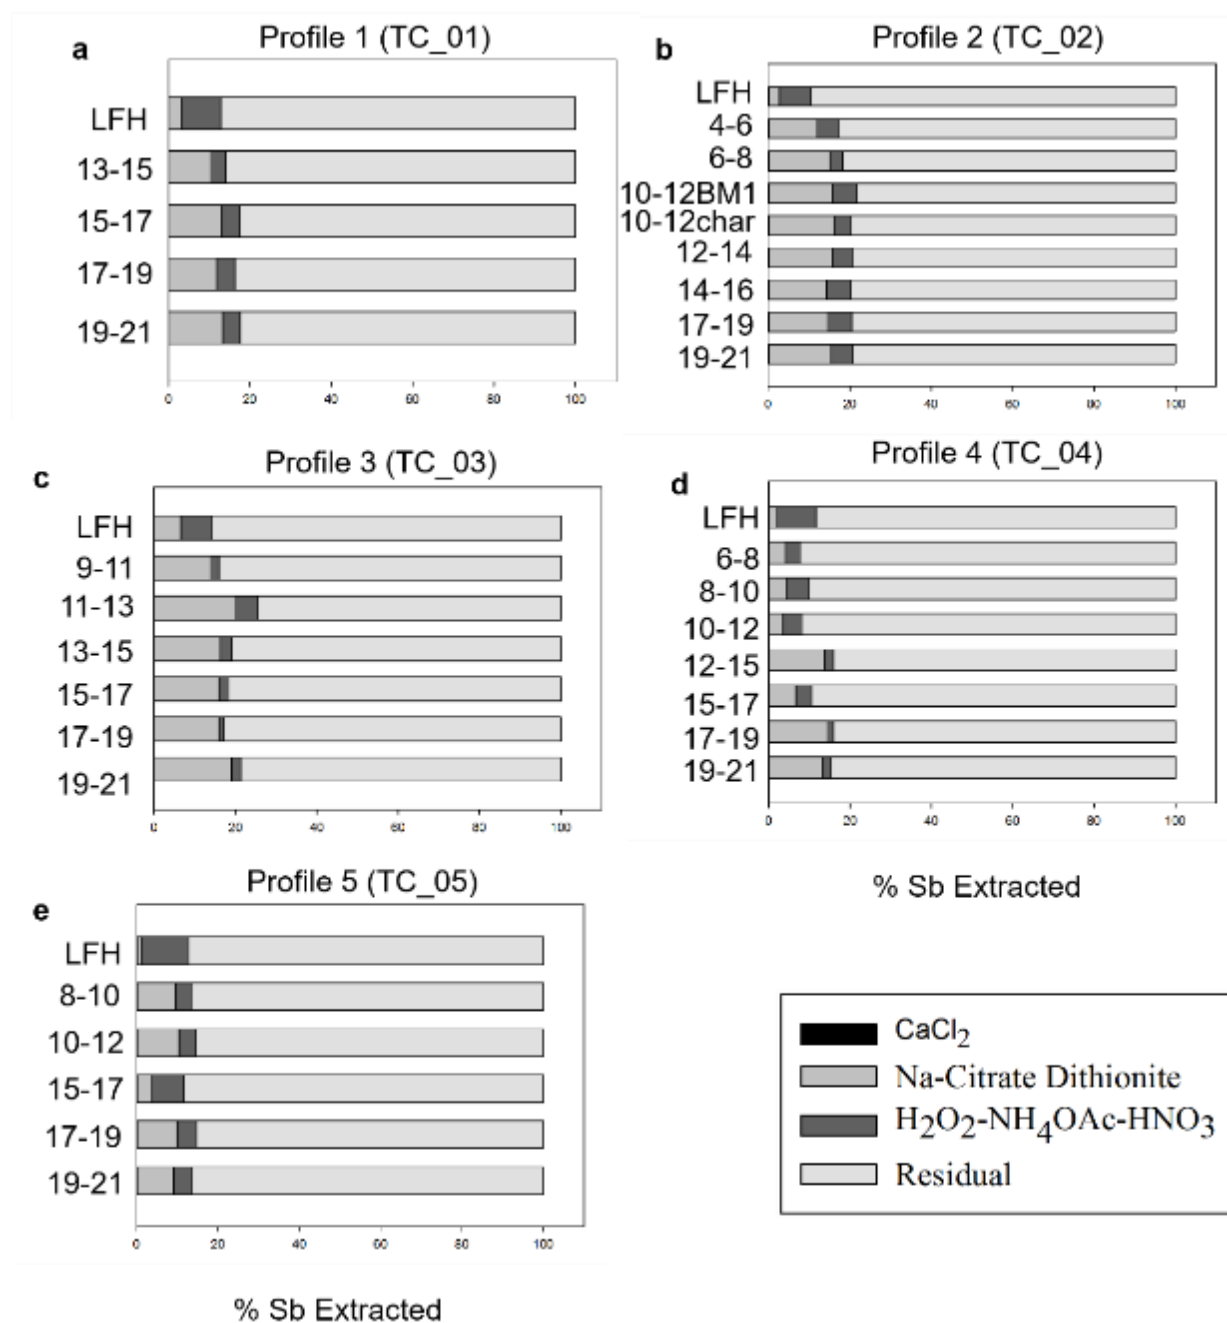 a
Profile 1 (TC_01)
LFH
13-15
15-17
17-19
19-21
0 20 40 60 80 100
b
Profile 2 (TC_02)
LFH
4-6
6-8
10-12BM1
10-12char
12-14
14-16
17-19
19-21
0 20 40 60 80 100
c
Profile 3 (TC_03)
LFH
9-11
11-13
13-15
15-17
17-19
19-21
0 20 40 60 80 100
d
Profile 4 (TC_04)
LFH
6-8
8-10
10-12
12-15
15-17
17-19
19-21
0 20 40 60 80 100
% Sb Extracted
e
Profile 5 (TC_05)
LFH
8-10
10-12
15-17
17-19
19-21
0 20 40 60 80 100
% Sb Extracted
CaCl2
Na-Citrate Dithionite
H2O2-NH4OAc-HNO3
Residual